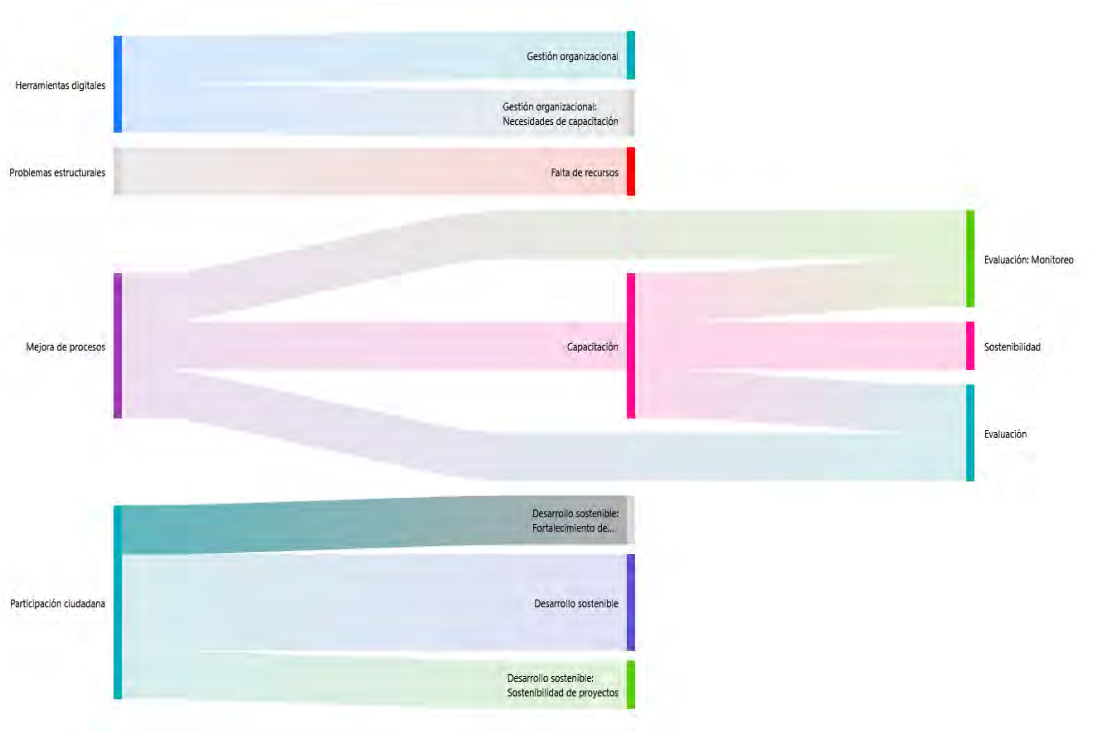 Herramientas digitales
Gestión organizacional
Gestión organizacional:
Necesidades de capacitación
Problemas estructurales
Falta de recursos
Mejora de procesos
Capacitación
Evaluación: Monitoreo
Sostenibilidad
Evaluación
Participación ciudadana
Desarrollo sostenible:
Fortalecimiento de...
Desarrollo sostenible
Desarrollo sostenible:
Sostenibilidad de proyectos